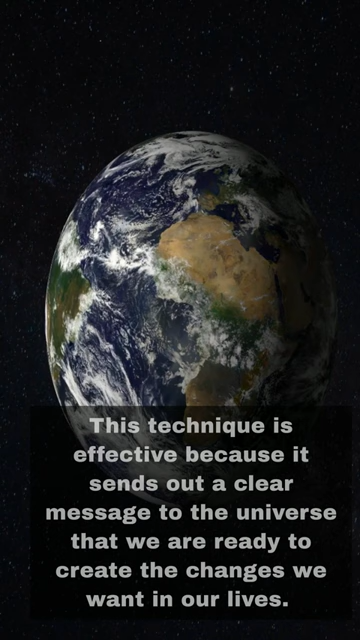 This technique is
effective because it
sends out a clear
message to the universe
that we are ready to
create the changes we
want in our lives.